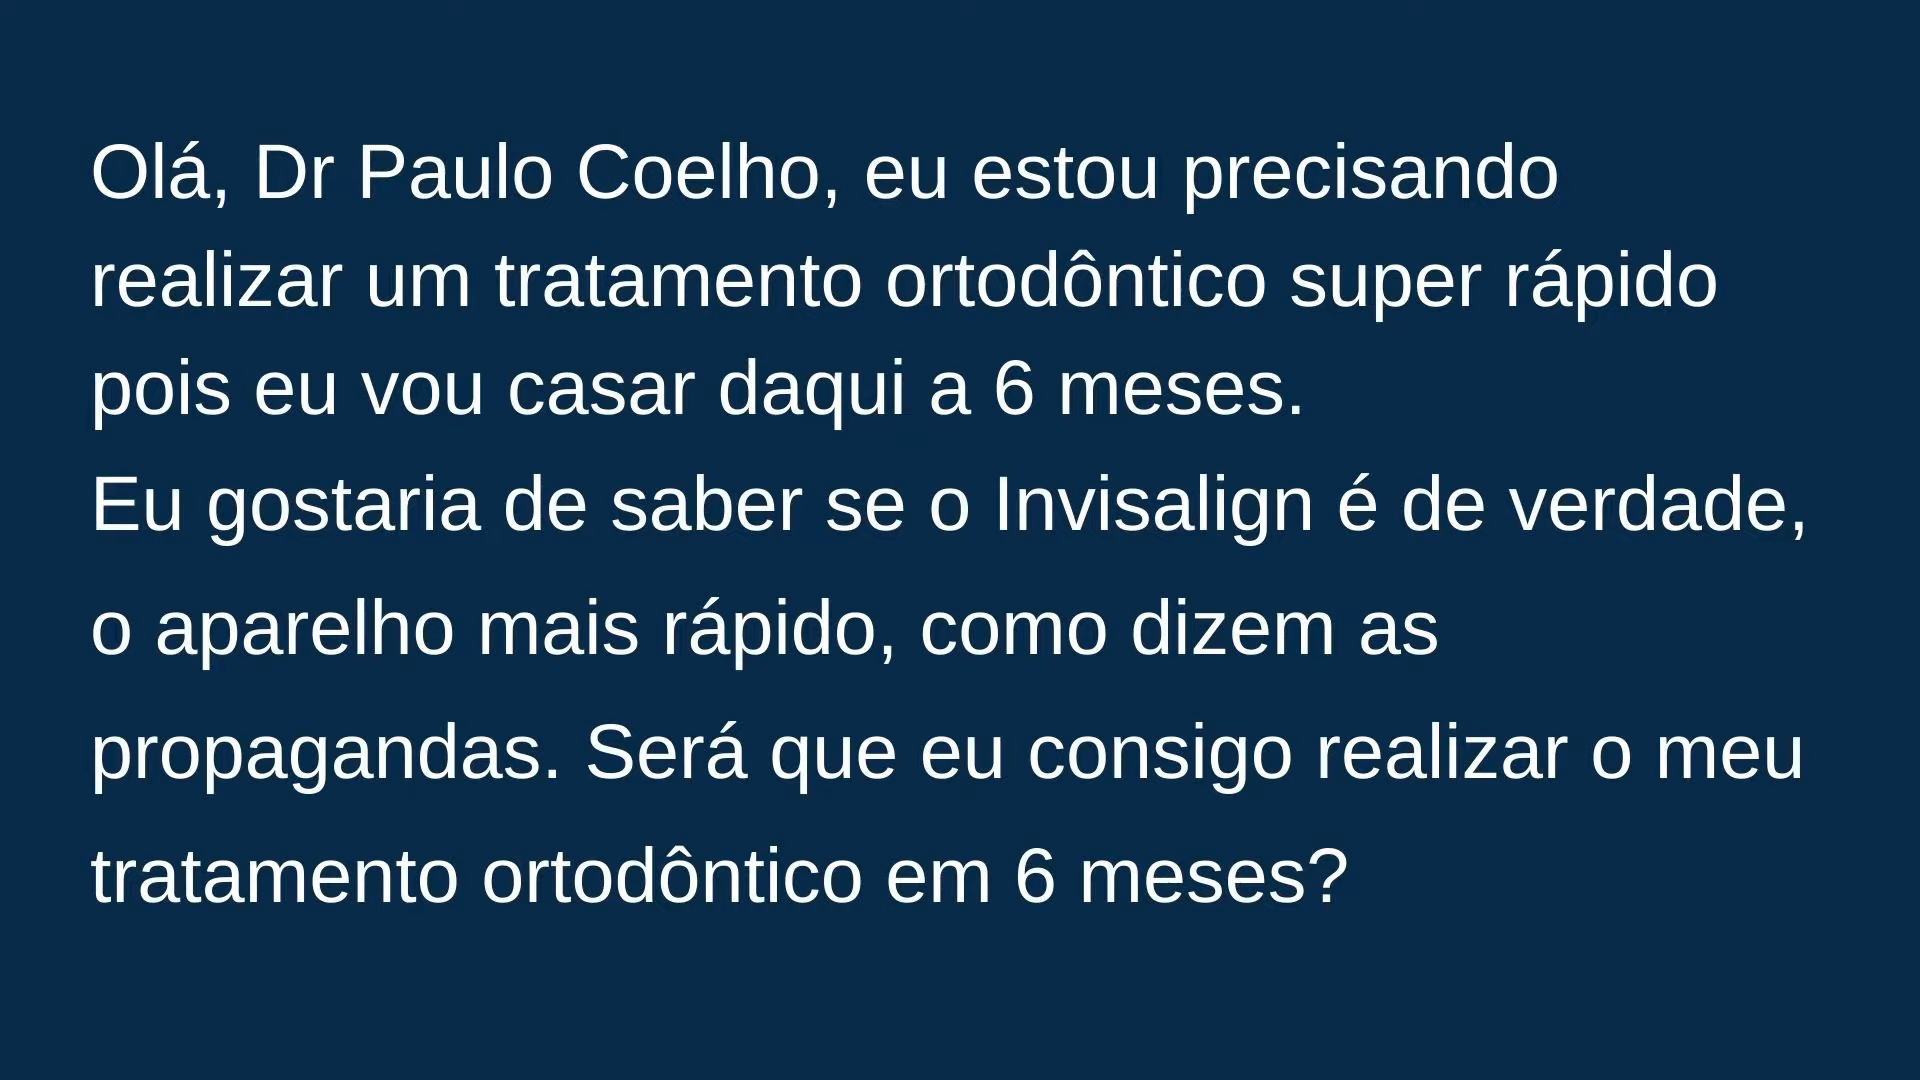 Olá, Dr Paulo Coelho, eu estou precisando
realizar um tratamento ortodôntico super rápido
pois eu vou casar daqui a 6 meses.
Eu gostaria de saber se o Invisalign é de verdade,
o aparelho mais rápido, como dizem as
propagandas. Será que eu consigo realizar o meu
tratamento ortodôntico em 6 meses?